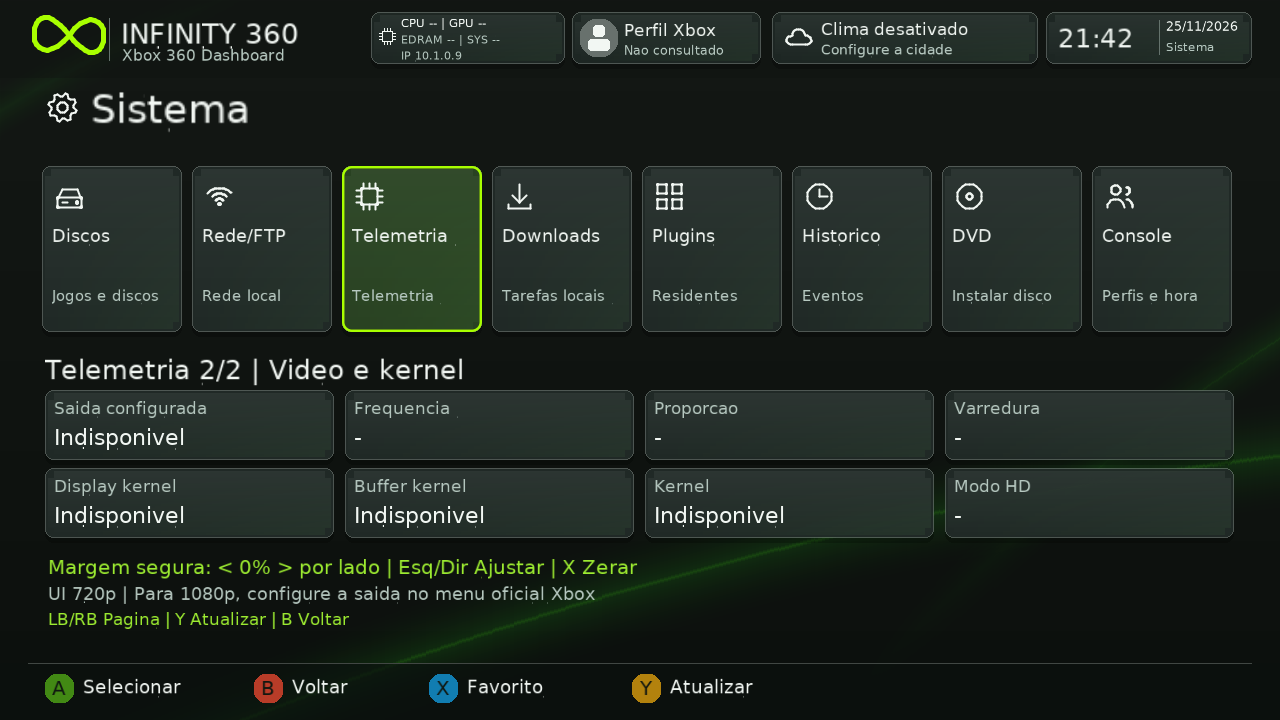 INFINITY 360
Xbox 360 Dashboard
CPU -- | GPU --
EDRAM -- | SYS --
IP 10.1.0.9
Perfil Xbox
Nao consultado
Clima desativado
Configure a cidade
21:42
25/11/2026
Sistema
Sistema
Discos
Jogos e discos
Rede/FTP
Rede local
Telemetria
Telemetria
Downloads
Tarefas locais
Plugins
Residentes
Historico
Eventos
DVD
Instalar disco
Console
Perfis e hora
Telemetria 2/2 | Video e kernel
Saida configurada
Indisponivel
Frequencia
-
Proporcao
-
Varredura
-
Display kernel
Indisponivel
Buffer kernel
Indisponivel
Kernel
Indisponivel
Modo HD
-
Margem segura: < 0% > por lado | Esq/Dir Ajustar | X Zerar
UI 720p | Para 1080p, configure a saida no menu oficial Xbox
LB/RB Pagina | Y Atualizar | B Voltar
A Selecionar
B Voltar
X Favorito
Y Atualizar